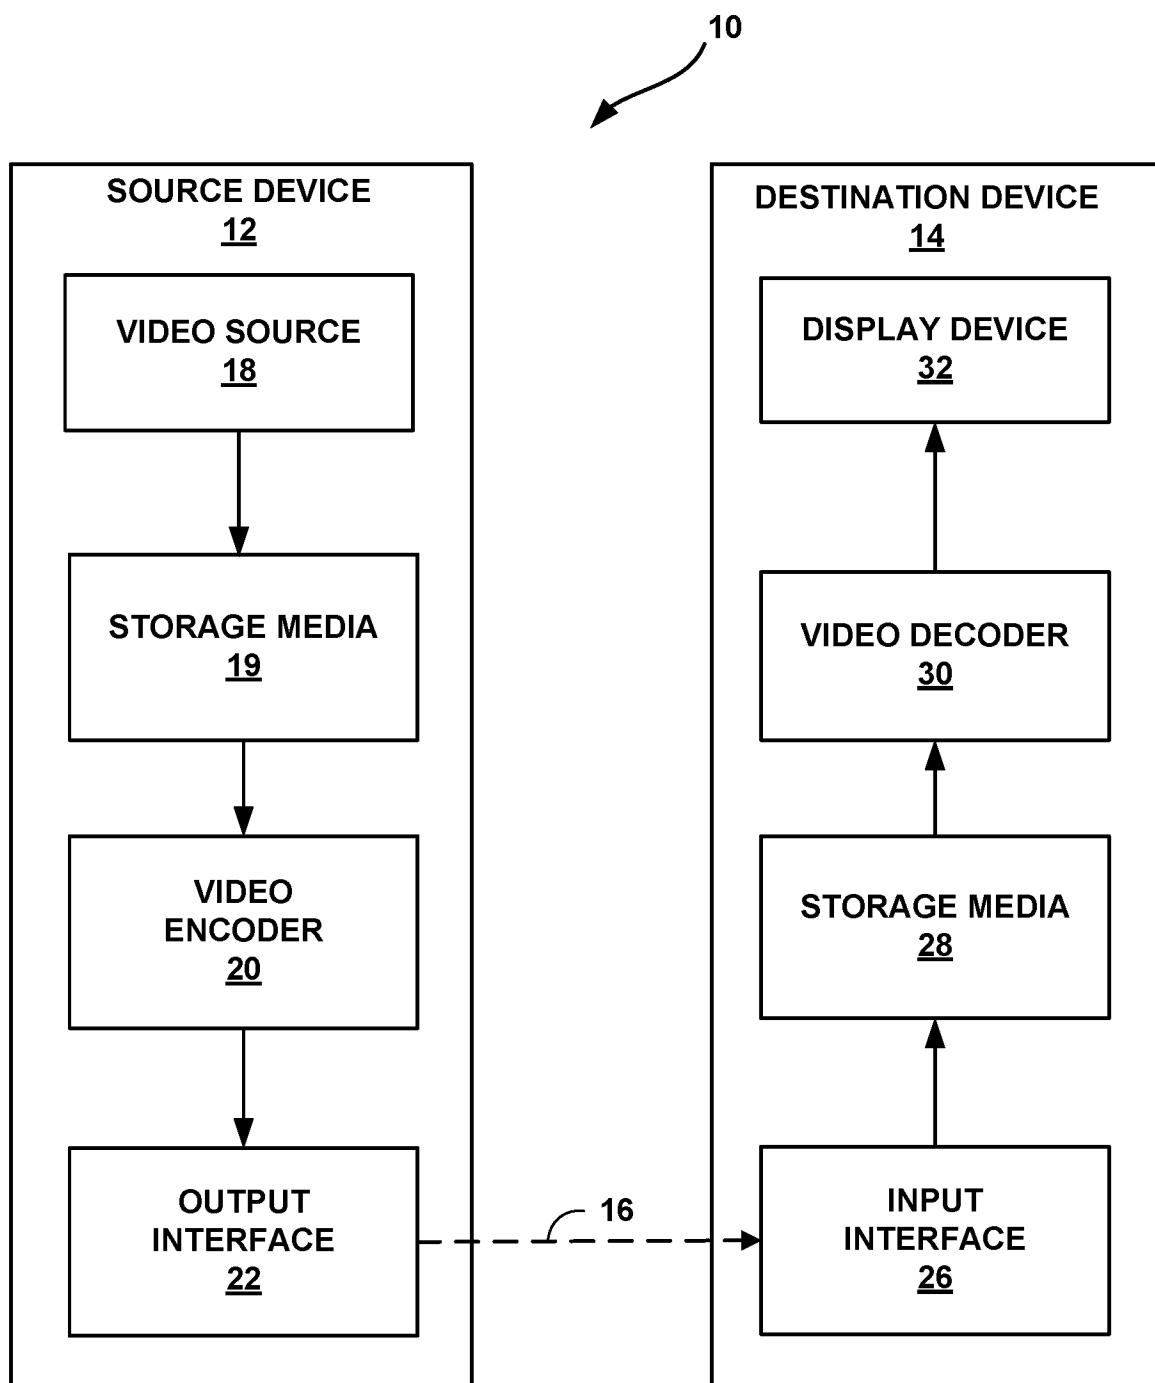 10
SOURCE DEVICE
12
VIDEO SOURCE
18
STORAGE MEDIA
19
VIDEO
ENCODER
20
OUTPUT
INTERFACE
22
16
DESTINATION DEVICE
14
DISPLAY DEVICE
32
VIDEO DECODER
30
STORAGE MEDIA
28
INPUT
INTERFACE
26